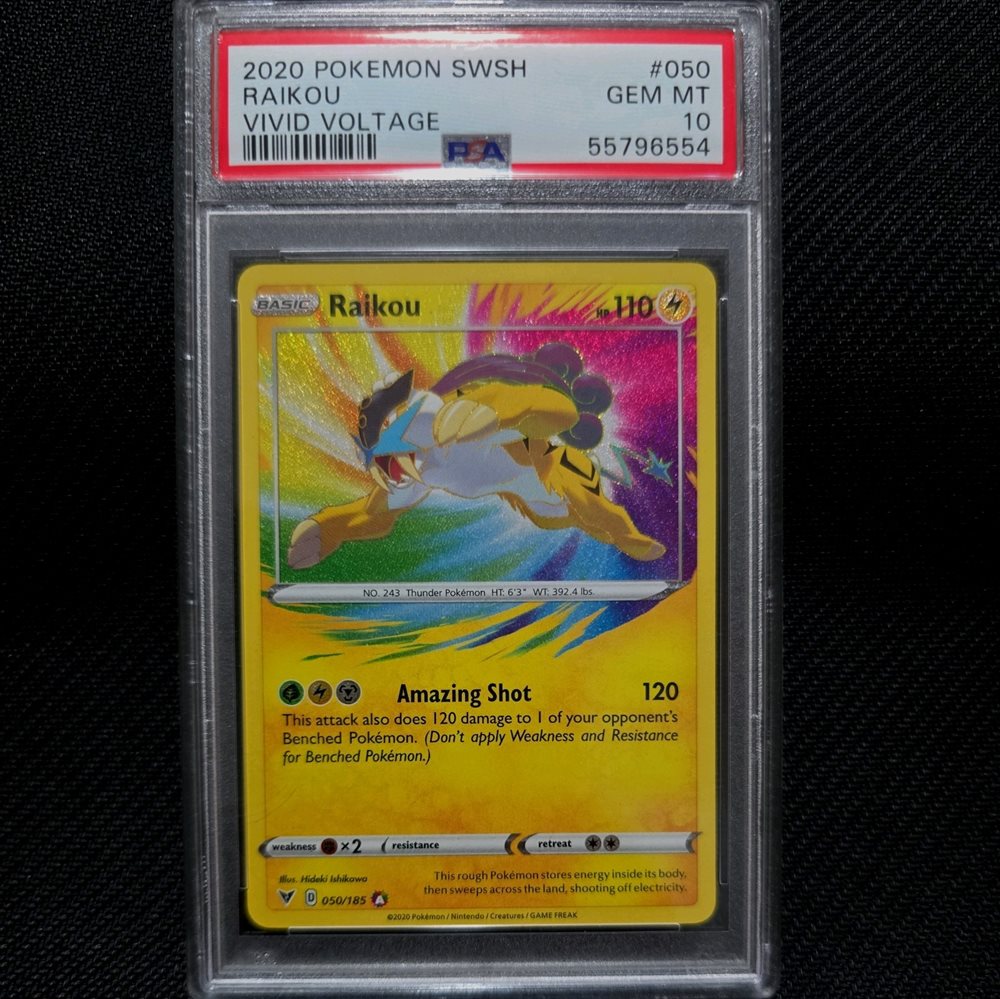 2020 POKEMON SWSH #050
RAIKOU GEM MT
VIVID VOLTAGE 10
PSA 55796554
BASIC Raikou HP 110
NO. 243 Thunder Pokémon HT: 6'3" WT: 392.4 lbs.
Amazing Shot 120
This attack also does 120 damage to 1 of your opponent's
Benched Pokémon. (Don't apply Weakness and Resistance
for Benched Pokémon.)
weakness ×2 resistance retreat
Illus. Hideki Ishikawa
This rough Pokémon stores energy inside its body,
then sweeps across the land, shooting off electricity.
D 050/185 A
©2020 Pokémon / Nintendo / Creatures / GAME FREAK